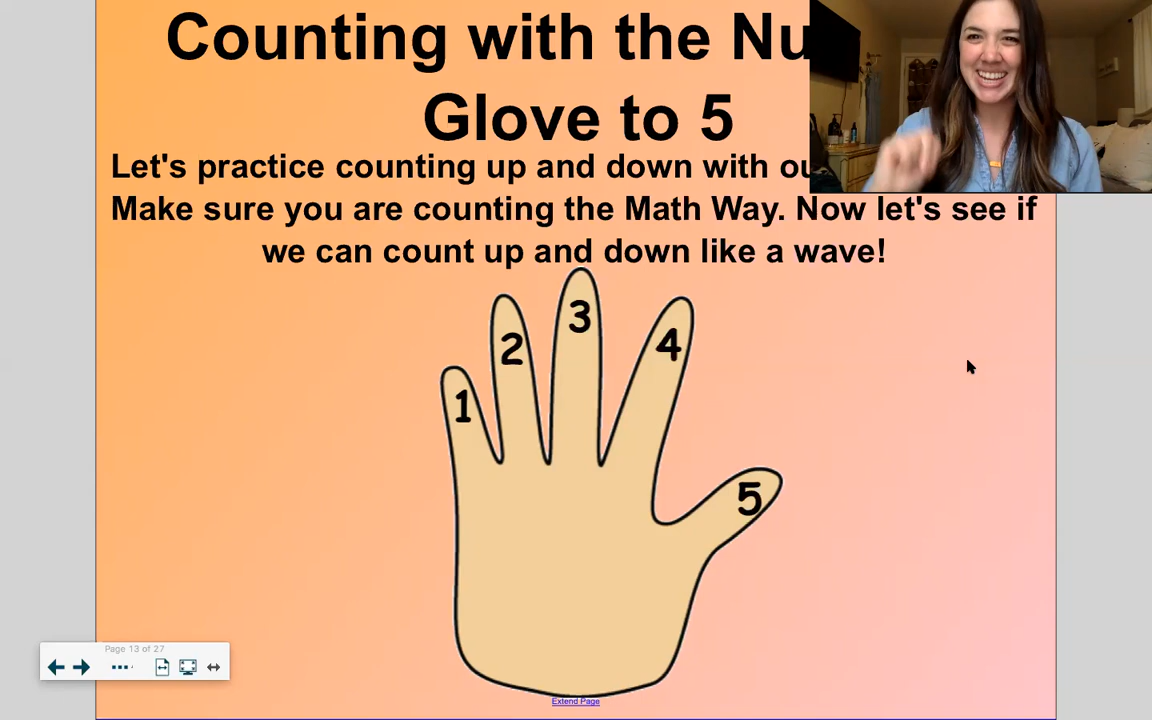 Counting with the Nu
Glove to 5
Let's practice counting up and down with ou
Make sure you are counting the Math Way. Now let's see if
we can count up and down like a wave!
3
2
4
1
5
Page 13 of 27
Extend Page